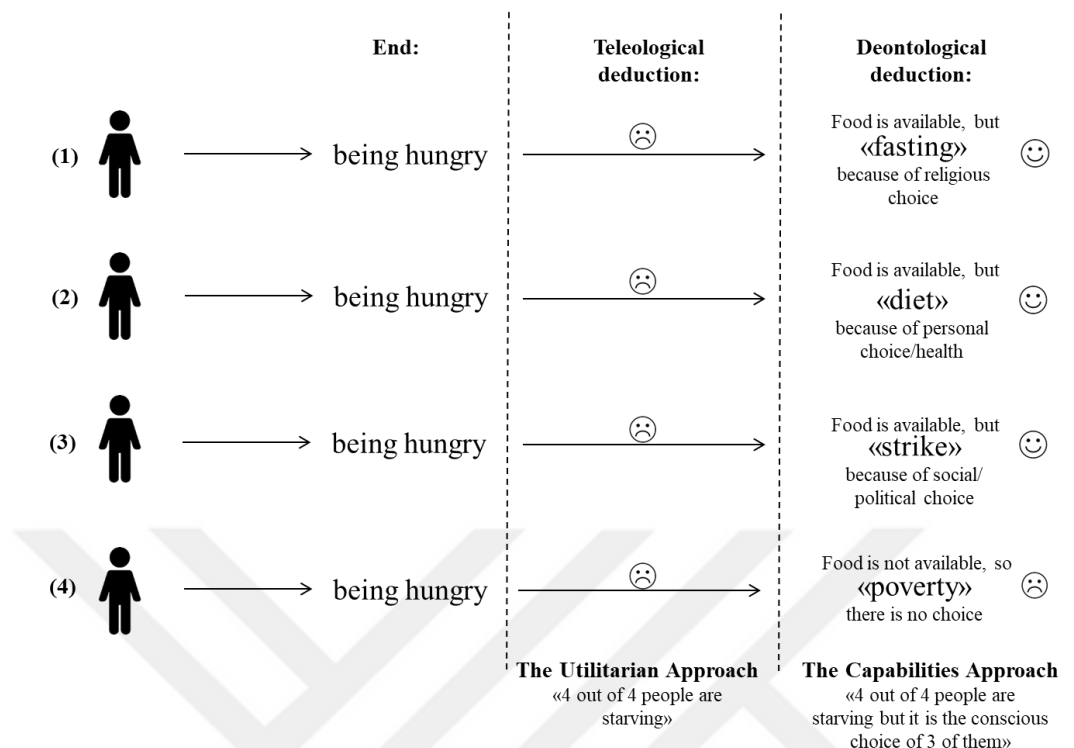 End:
Teleological
deduction:
Deontological
deduction:
(1)
being hungry
Food is available, but
«fasting»
because of religious
choice
(2)
being hungry
Food is available, but
«diet»
because of personal
choice/health
(3)
being hungry
Food is available, but
«strike»
because of social/
political choice
(4)
being hungry
Food is not available, so
«poverty»
there is no choice
The Utilitarian Approach
«4 out of 4 people are
starving»
The Capabilities Approach
«4 out of 4 people are
starving but it is the conscious
choice of 3 of them»